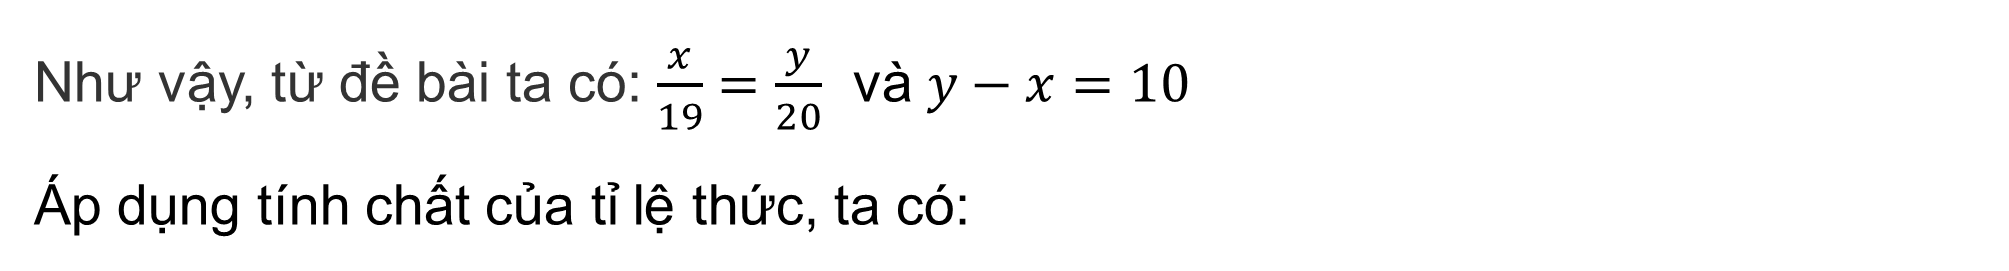 Như vậy, từ đề bài ta có: x/19 = y/20 và y − x = 10
Áp dụng tính chất của tỉ lệ thức, ta có: